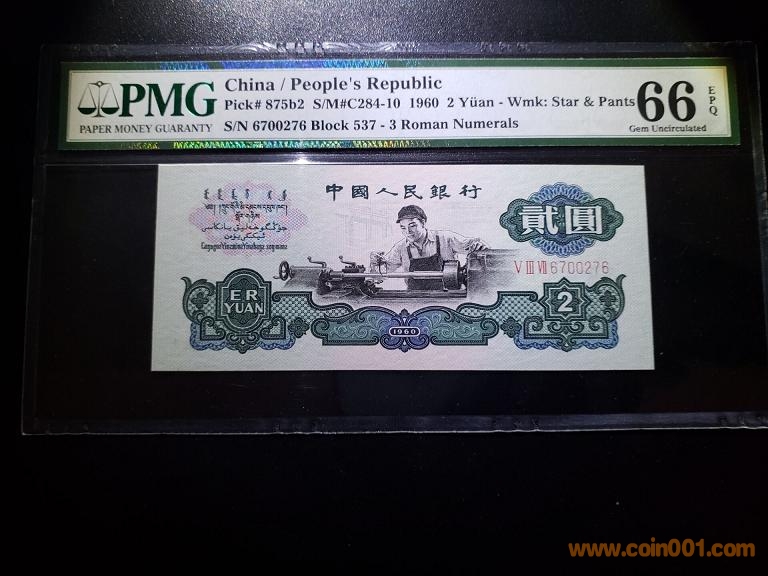 PMG
PAPER MONEY GUARANTY
China / People's Republic
Pick# 875b2 S/M#C284-10 1960 2 Yüan - Wmk: Star & Pants
S/N 6700276 Block 537 - 3 Roman Numerals
66
EPQ
Gem Uncirculated
中國人民銀行
貳圓
V III VII 6700276
ER
YUAN
1960
2
www.coin001.com